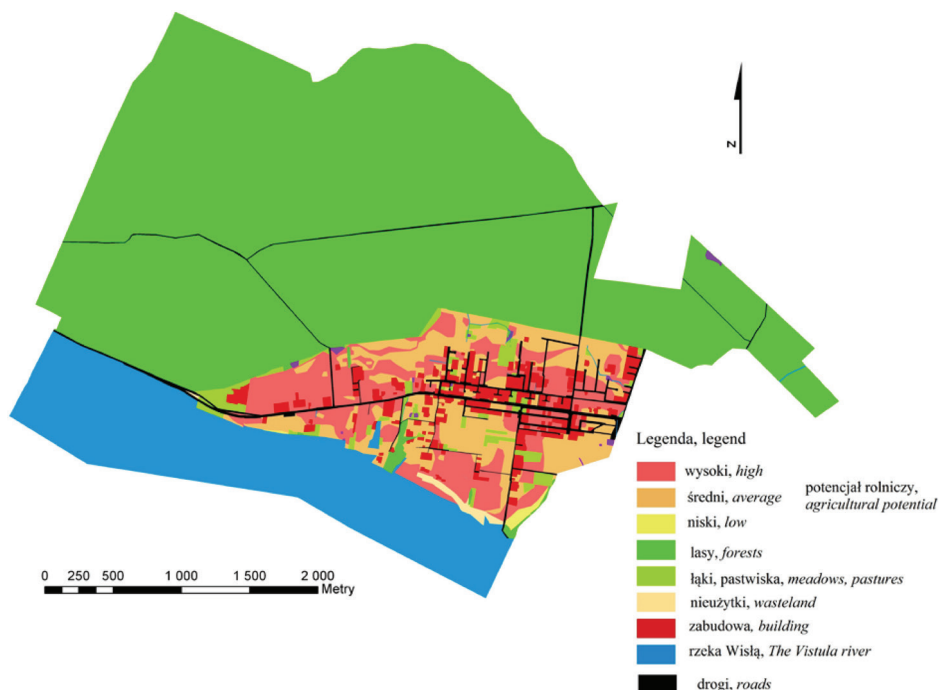 N
Legenda, legend
wysoki, high
średni, average
potencjał rolniczy,
agricultural potential
niski, low
lasy, forests
łąki, pastwiska, meadows, pastures
nieużytki, wasteland
zabudowa, building
rzeka Wisłą, The Vistula river
drogi, roads
0 250 500 1 000 1 500 2 000
Metry